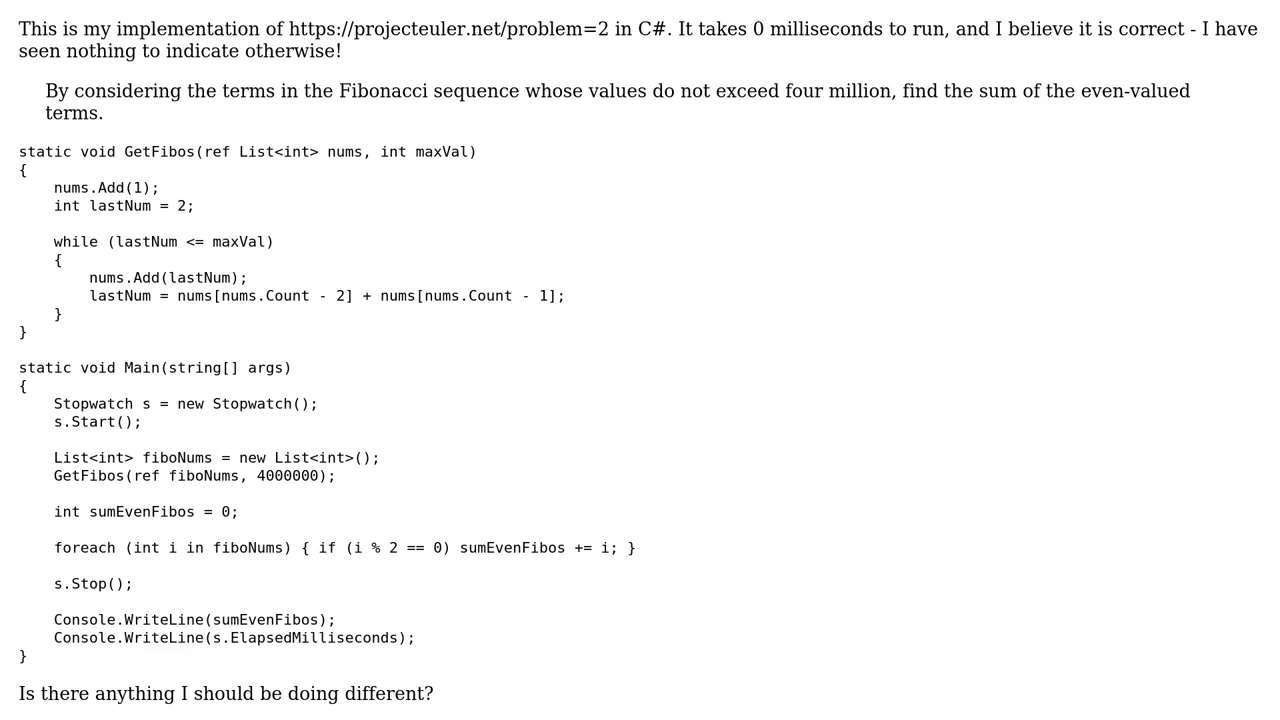 This is my implementation of https://projecteuler.net/problem=2 in C#. It takes 0 milliseconds to run, and I believe it is correct - I have
seen nothing to indicate otherwise!
By considering the terms in the Fibonacci sequence whose values do not exceed four million, find the sum of the even-valued
terms.
static void GetFibos(ref List<int> nums, int maxVal)
{
    nums.Add(1);
    int lastNum = 2;

    while (lastNum <= maxVal)
    {
        nums.Add(lastNum);
        lastNum = nums[nums.Count - 2] + nums[nums.Count - 1];
    }
}

static void Main(string[] args)
{
    Stopwatch s = new Stopwatch();
    s.Start();

    List<int> fiboNums = new List<int>();
    GetFibos(ref fiboNums, 4000000);

    int sumEvenFibos = 0;

    foreach (int i in fiboNums) { if (i % 2 == 0) sumEvenFibos += i; }

    s.Stop();

    Console.WriteLine(sumEvenFibos);
    Console.WriteLine(s.ElapsedMilliseconds);
}
Is there anything I should be doing different?